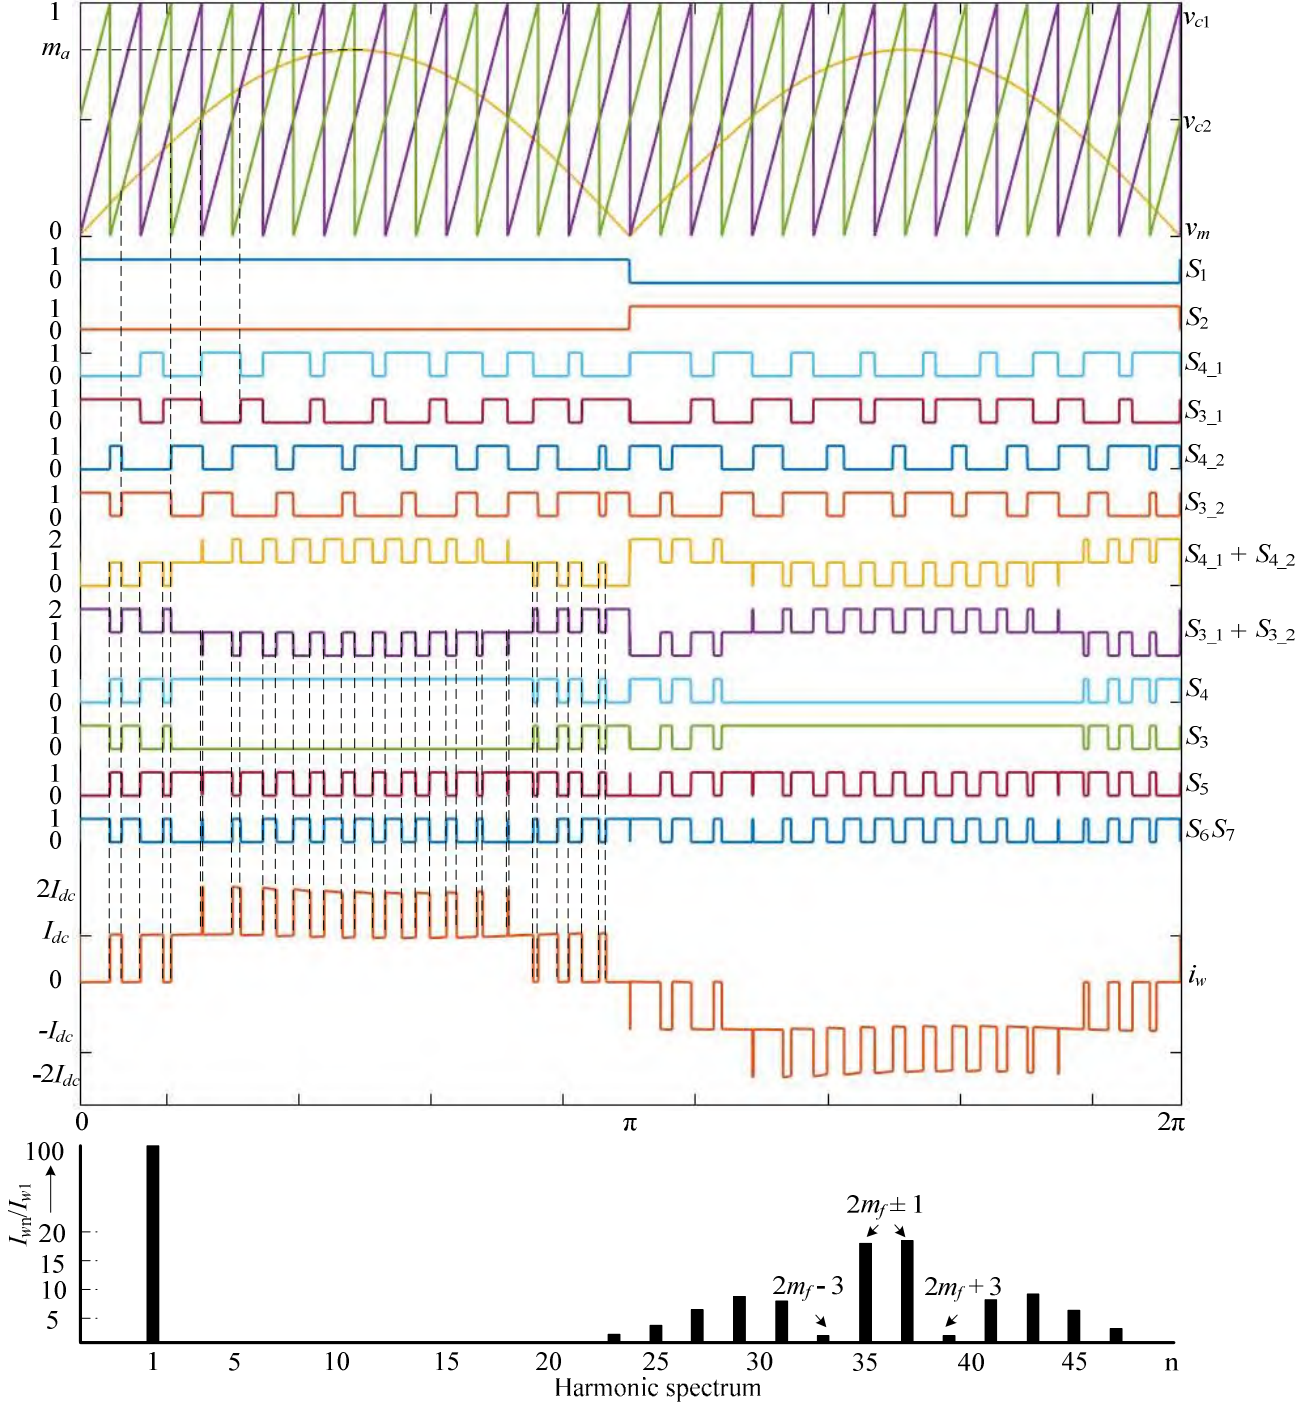 1
v_c1
m_a
v_c2
0
v_m
1
0
S_1
1
0
S_2
1
0
S_4_1
1
0
S_3_1
1
0
S_4_2
1
0
S_3_2
2
1
0
S_4_1 + S_4_2
2
1
0
S_3_1 + S_3_2
1
0
S_4
1
0
S_3
1
0
S_5
1
0
S_6 S_7
2I_dc
I_dc
0
i_w
-I_dc
-2I_dc
0 π 2π
100
I_wn/I_w1
20
15
10
5
2m_f ± 1
2m_f - 3
2m_f + 3
1 5 10 15 20 25 30 35 40 45 n
Harmonic spectrum